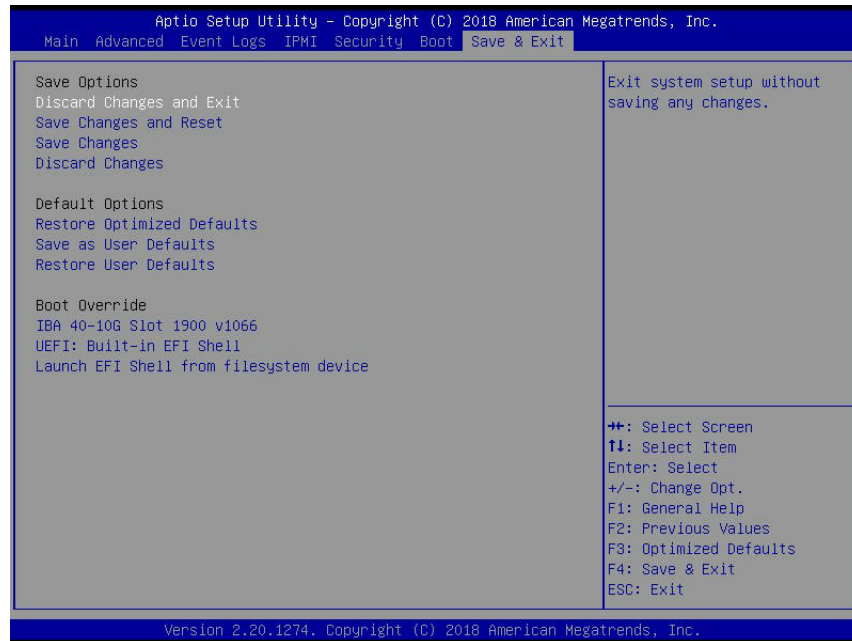 Aptio Setup Utility – Copyright (C) 2018 American Megatrends, Inc.
Main Advanced Event Logs IPMI Security Boot Save & Exit
Save Options
Discard Changes and Exit
Save Changes and Reset
Save Changes
Discard Changes
Default Options
Restore Optimized Defaults
Save as User Defaults
Restore User Defaults
Boot Override
IBA 40-10G Slot 1900 v1066
UEFI: Built-in EFI Shell
Launch EFI Shell from filesystem device
Exit system setup without
saving any changes.
→←: Select Screen
↑↓: Select Item
Enter: Select
+/-: Change Opt.
F1: General Help
F2: Previous Values
F3: Optimized Defaults
F4: Save & Exit
ESC: Exit
Version 2.20.1274. Copyright (C) 2018 American Megatrends, Inc.